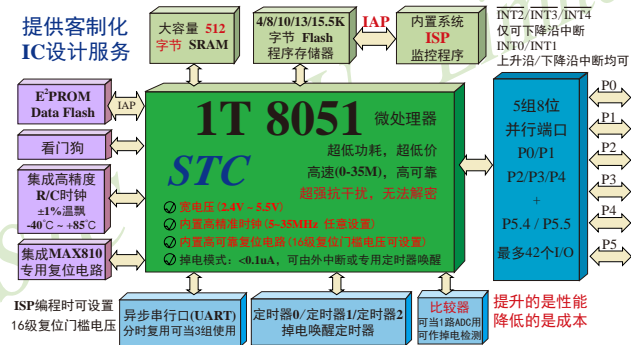 提供客制化
IC设计服务
大容量 512
字节 SRAM
4/8/10/13/15.5K
字节 Flash
程序存储器
IAP
内置系统
ISP
监控程序
INT2/INT3/INT4
仅可下降沿中断
INT0/INT1
上升沿/下降沿中断均可
E²PROM
Data Flash
IAP
看门狗
集成高精度
R/C时钟
±1%温飘
-40℃~+85℃
集成MAX810
专用复位电路
ISP编程时可设置
16级复位门槛电压
1T 8051 微处理器
STC
超低功耗，超低价
高速(0-35M)，高可靠
超强抗干扰，无法解密
宽电压(2.4V ~ 5.5V)
内置高精准时钟(5~35MHz 任意设置)
内置高可靠复位电路(16级复位门槛电压可设置)
掉电模式：<0.1uA，可由外中断或专用定时器唤醒
5组8位
并行端口
P0/P1
P2/P3/P4
+
P5.4 / P5.5
最多42个I/O
P0
P1
P2
P3
P4
P5
异步串行口(UART)
分时复用可当3组使用
定时器0/定时器1/定时器2
掉电唤醒定时器
比较器
可当1路ADC用
可作掉电检测
提升的是性能
降低的是成本